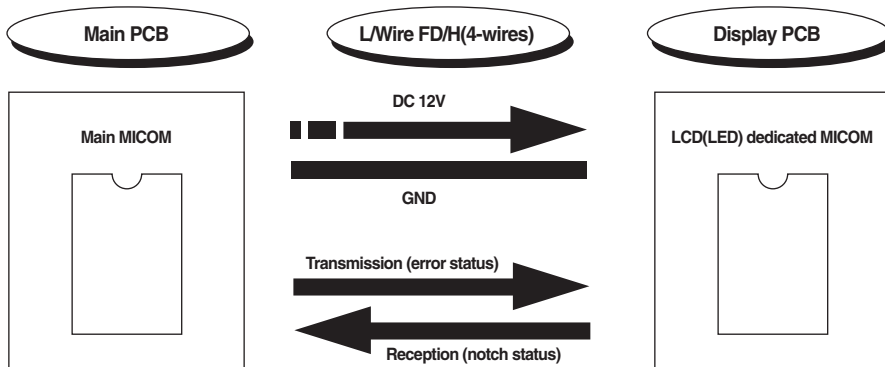 Main PCB
L/Wire FD/H(4-wires)
Display PCB
DC 12V
Main MICOM
LCD(LED) dedicated MICOM
GND
Transmission (error status)
Reception (notch status)